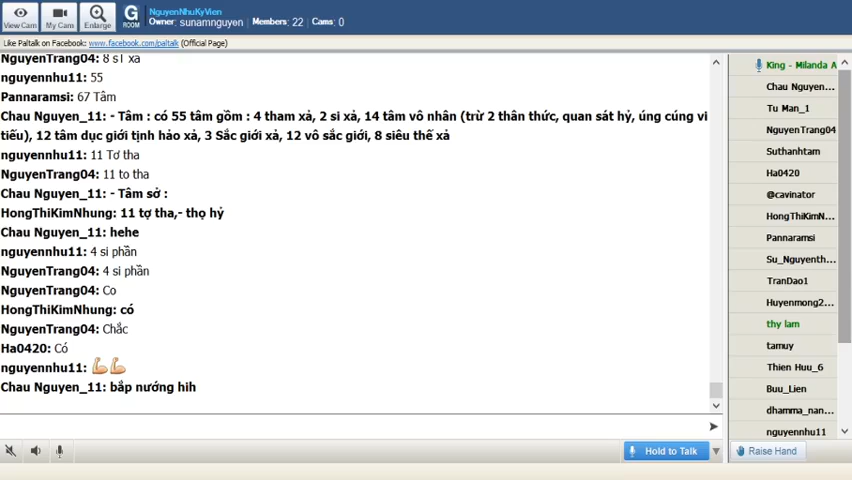 NguyenNhuKyVien
Owner: sunamnguyen Members: 22 Cams: 0
View Cam My Cam Enlarge G ROOM
Like Paltalk on Facebook: www.facebook.com/paltalk (Official Page)
NguyenTrang04: 8 sT xa
nguyennhu11: 55
Pannaramsi: 67 Tâm
Chau Nguyen_11: - Tâm : có 55 tâm gồm : 4 tham xả, 2 si xả, 14 tâm vô nhân (trừ 2 thân thức, quan sát hỷ, úng cúng vi
tiếu), 12 tâm dục giới tịnh hảo xả, 3 Sắc giới xả, 12 vô sắc giới, 8 siêu thế xả
nguyennhu11: 11 Tơ tha
NguyenTrang04: 11 to tha
Chau Nguyen_11: - Tâm sở :
HongThiKimNhung: 11 tợ tha,- thọ hỷ
Chau Nguyen_11: hehe
nguyennhu11: 4 si phần
NguyenTrang04: 4 si phần
NguyenTrang04: Co
HongThiKimNhung: có
NguyenTrang04: Chắc
Ha0420: Có
nguyennhu11: 💪💪
Chau Nguyen_11: bắp nướng hih
King - Milanda A
Chau Nguyen...
Tu Man_1
NguyenTrang04
Suthanhtam
Ha0420
@cavinator
HongThiKimN...
Pannaramsi
Su_Nguyenth...
TranDao1
Huyenmong2...
thy lam
tamuy
Thien Huu_6
Buu_Lien
dhamma_nan...
nguyennhu11
Hold to Talk
Raise Hand